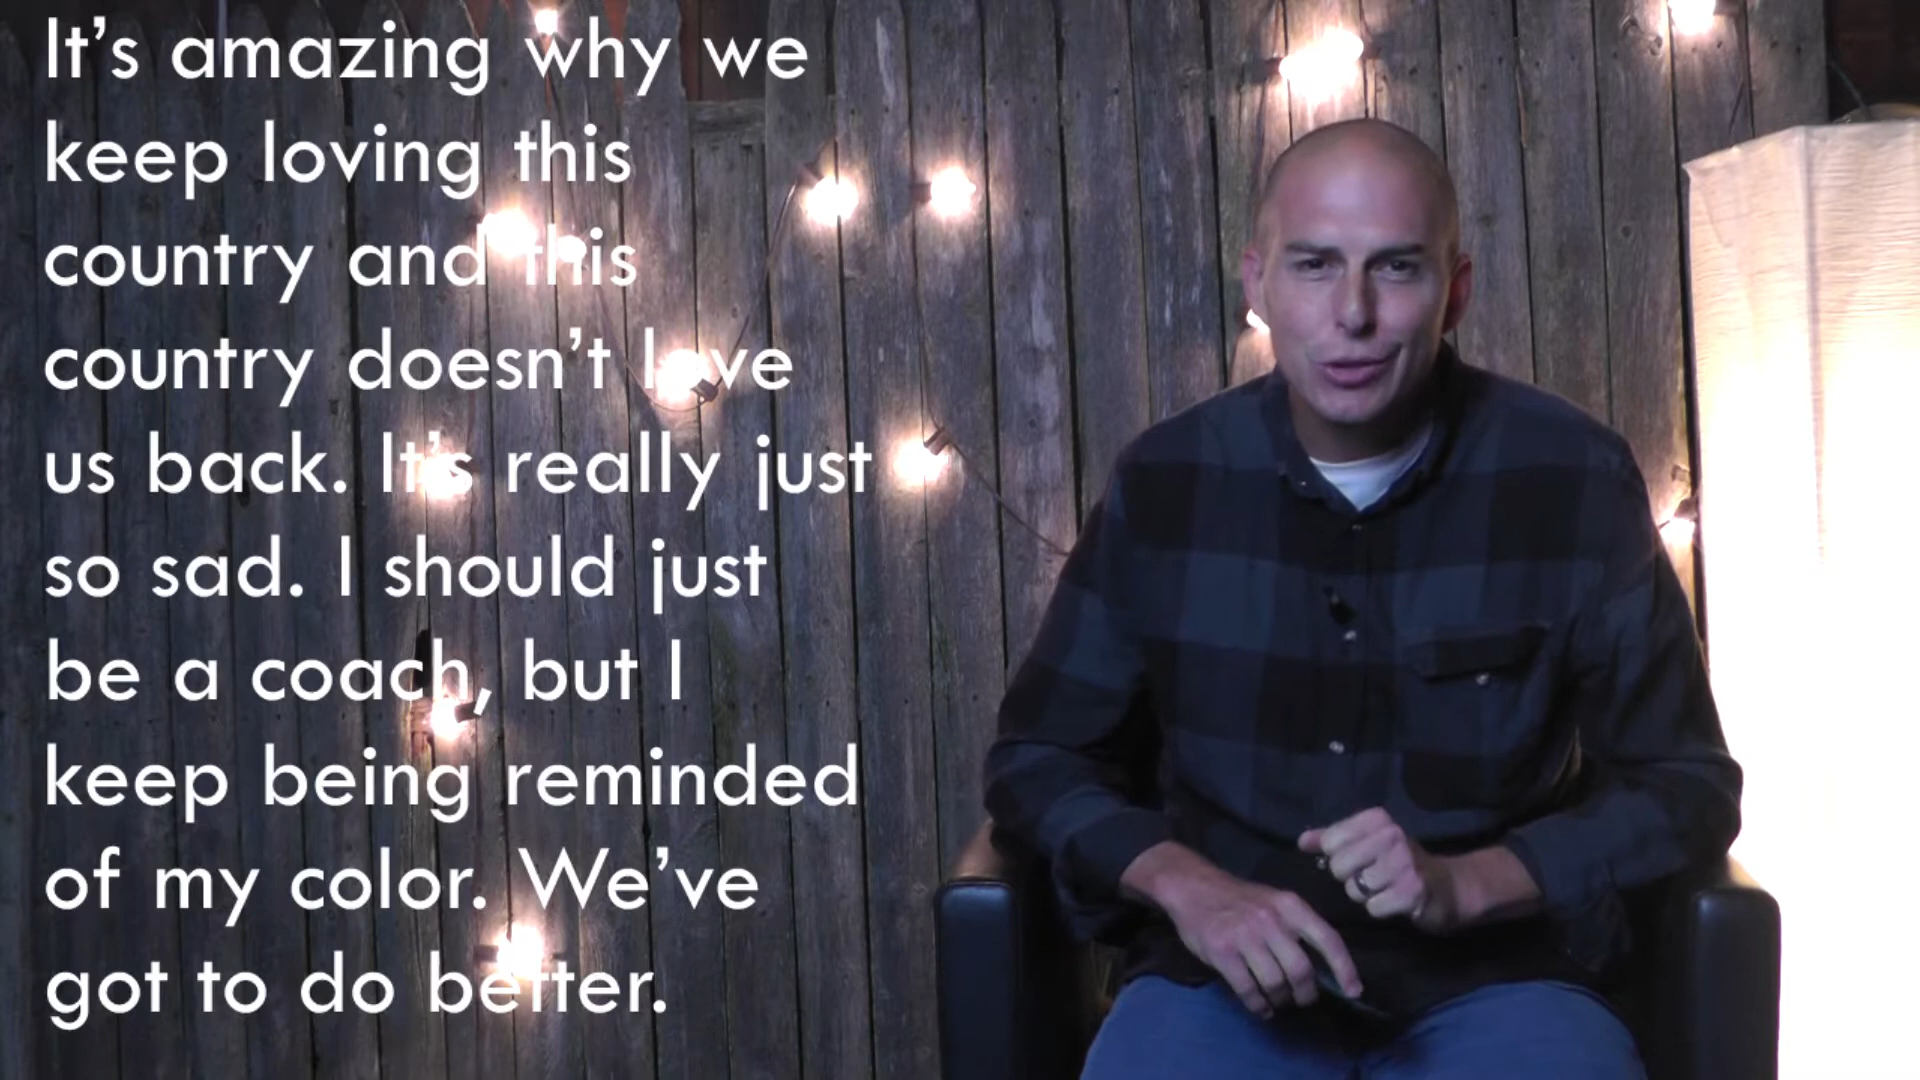 It’s amazing why we
keep loving this
country and this
country doesn’t love
us back. It’s really just
so sad. I should just
be a coach, but I
keep being reminded
of my color. We’ve
got to do better.